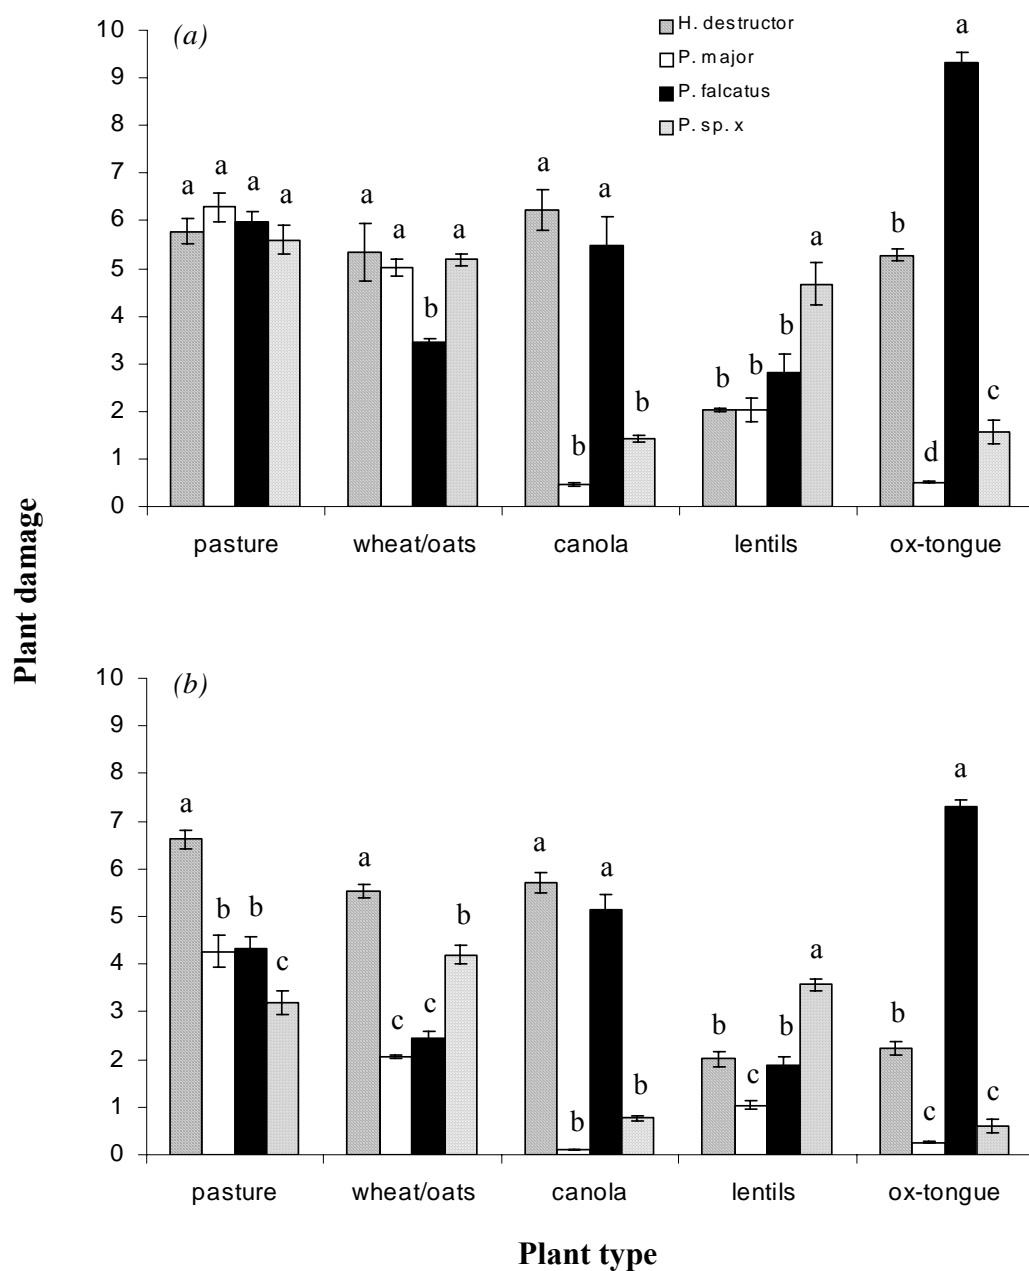 Plant damage
(a)
H. destructor
P. major
P. falcatus
P. sp. x
10
9
8
7
6
5
4
3
2
1
0
a a a a
a a b a
a b a b
b b b a
b d a c
pasture wheat/oats canola lentils ox-tongue
(b)
10
9
8
7
6
5
4
3
2
1
0
a b b c
a c c b
a b a b
b c b a
b c a c
pasture wheat/oats canola lentils ox-tongue
Plant type